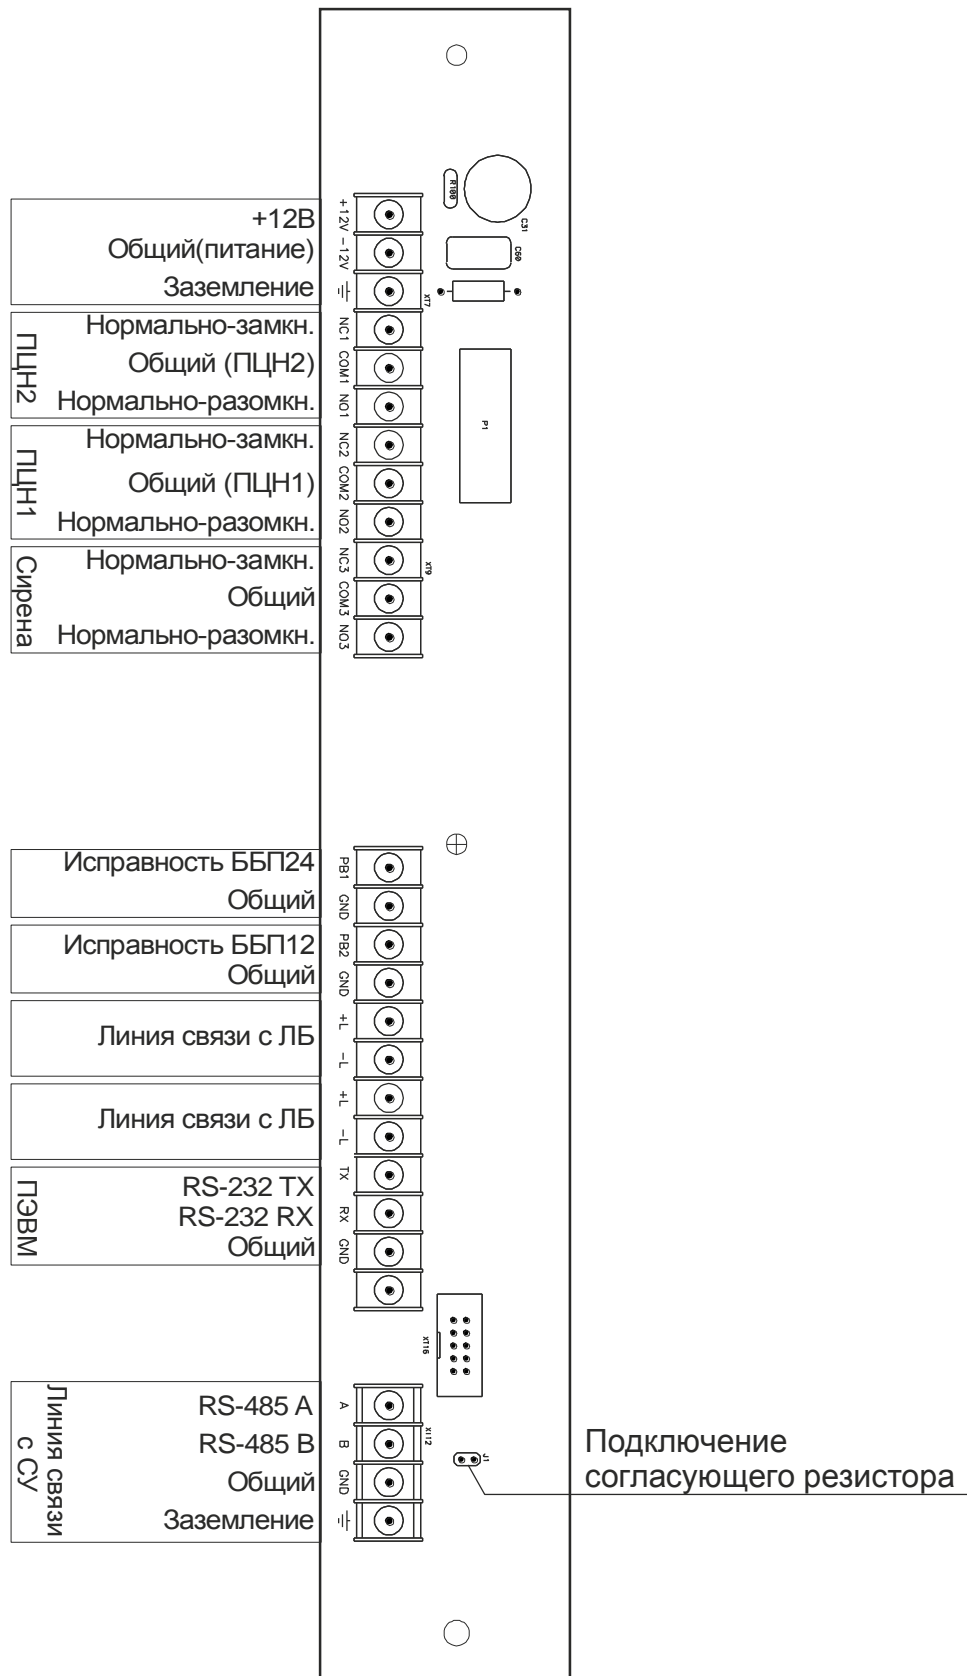 +12В
Общий(питание)
Заземление
ПЦН2
Нормально-замкн.
Общий (ПЦН2)
Нормально-разомкн.
ПЦН1
Нормально-замкн.
Общий (ПЦН1)
Нормально-разомкн.
Сирена
Нормально-замкн.
Общий
Нормально-разомкн.
+12V
-12V
NC1
COM1
NO1
NC2
COM2
NO2
NC3
COM3
NO3
R100
C31
C60
XT7
P1
XT9
Исправность ББП24
Общий
Исправность ББП12
Общий
Линия связи с ЛБ
Линия связи с ЛБ
ПЭВМ
RS-232 TX
RS-232 RX
Общий
PB1
GND
PB2
GND
+L
-L
+L
-L
TX
RX
GND
XT16
Линия связи
с СУ
RS-485 A
RS-485 B
Общий
Заземление
A
B
GND
XT12
J1
Подключение
согласующего резистора